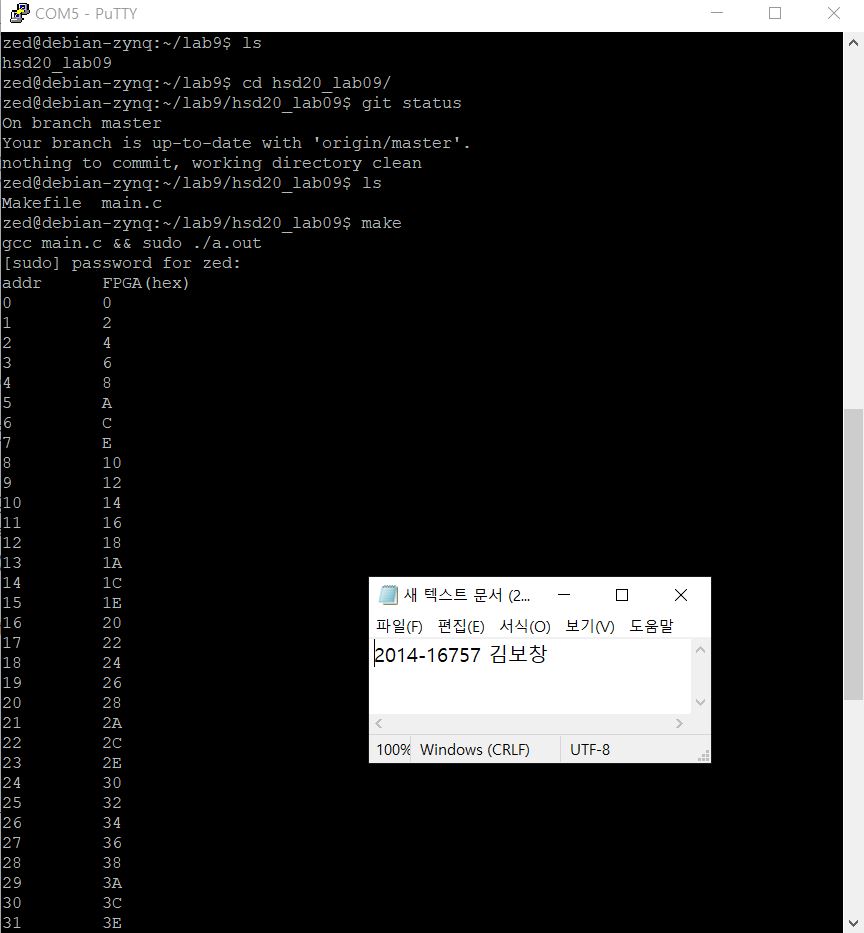 COM5 - PuTTY
zed@debian-zynq:~/lab9$ ls
hsd20_lab09
zed@debian-zynq:~/lab9$ cd hsd20_lab09/
zed@debian-zynq:~/lab9/hsd20_lab09$ git status
On branch master
Your branch is up-to-date with 'origin/master'.
nothing to commit, working directory clean
zed@debian-zynq:~/lab9/hsd20_lab09$ ls
Makefile  main.c
zed@debian-zynq:~/lab9/hsd20_lab09$ make
gcc main.c && sudo ./a.out
[sudo] password for zed:
addr      FPGA(hex)
0         0
1         2
2         4
3         6
4         8
5         A
6         C
7         E
8         10
9         12
10        14
11        16
12        18
13        1A
14        1C
15        1E
16        20
17        22
18        24
19        26
20        28
21        2A
22        2C
23        2E
24        30
25        32
26        34
27        36
28        38
29        3A
30        3C
31        3E
새 텍스트 문서 (2...
파일(F) 편집(E) 서식(O) 보기(V) 도움말
2014-16757 김보창
100% Windows (CRLF) UTF-8